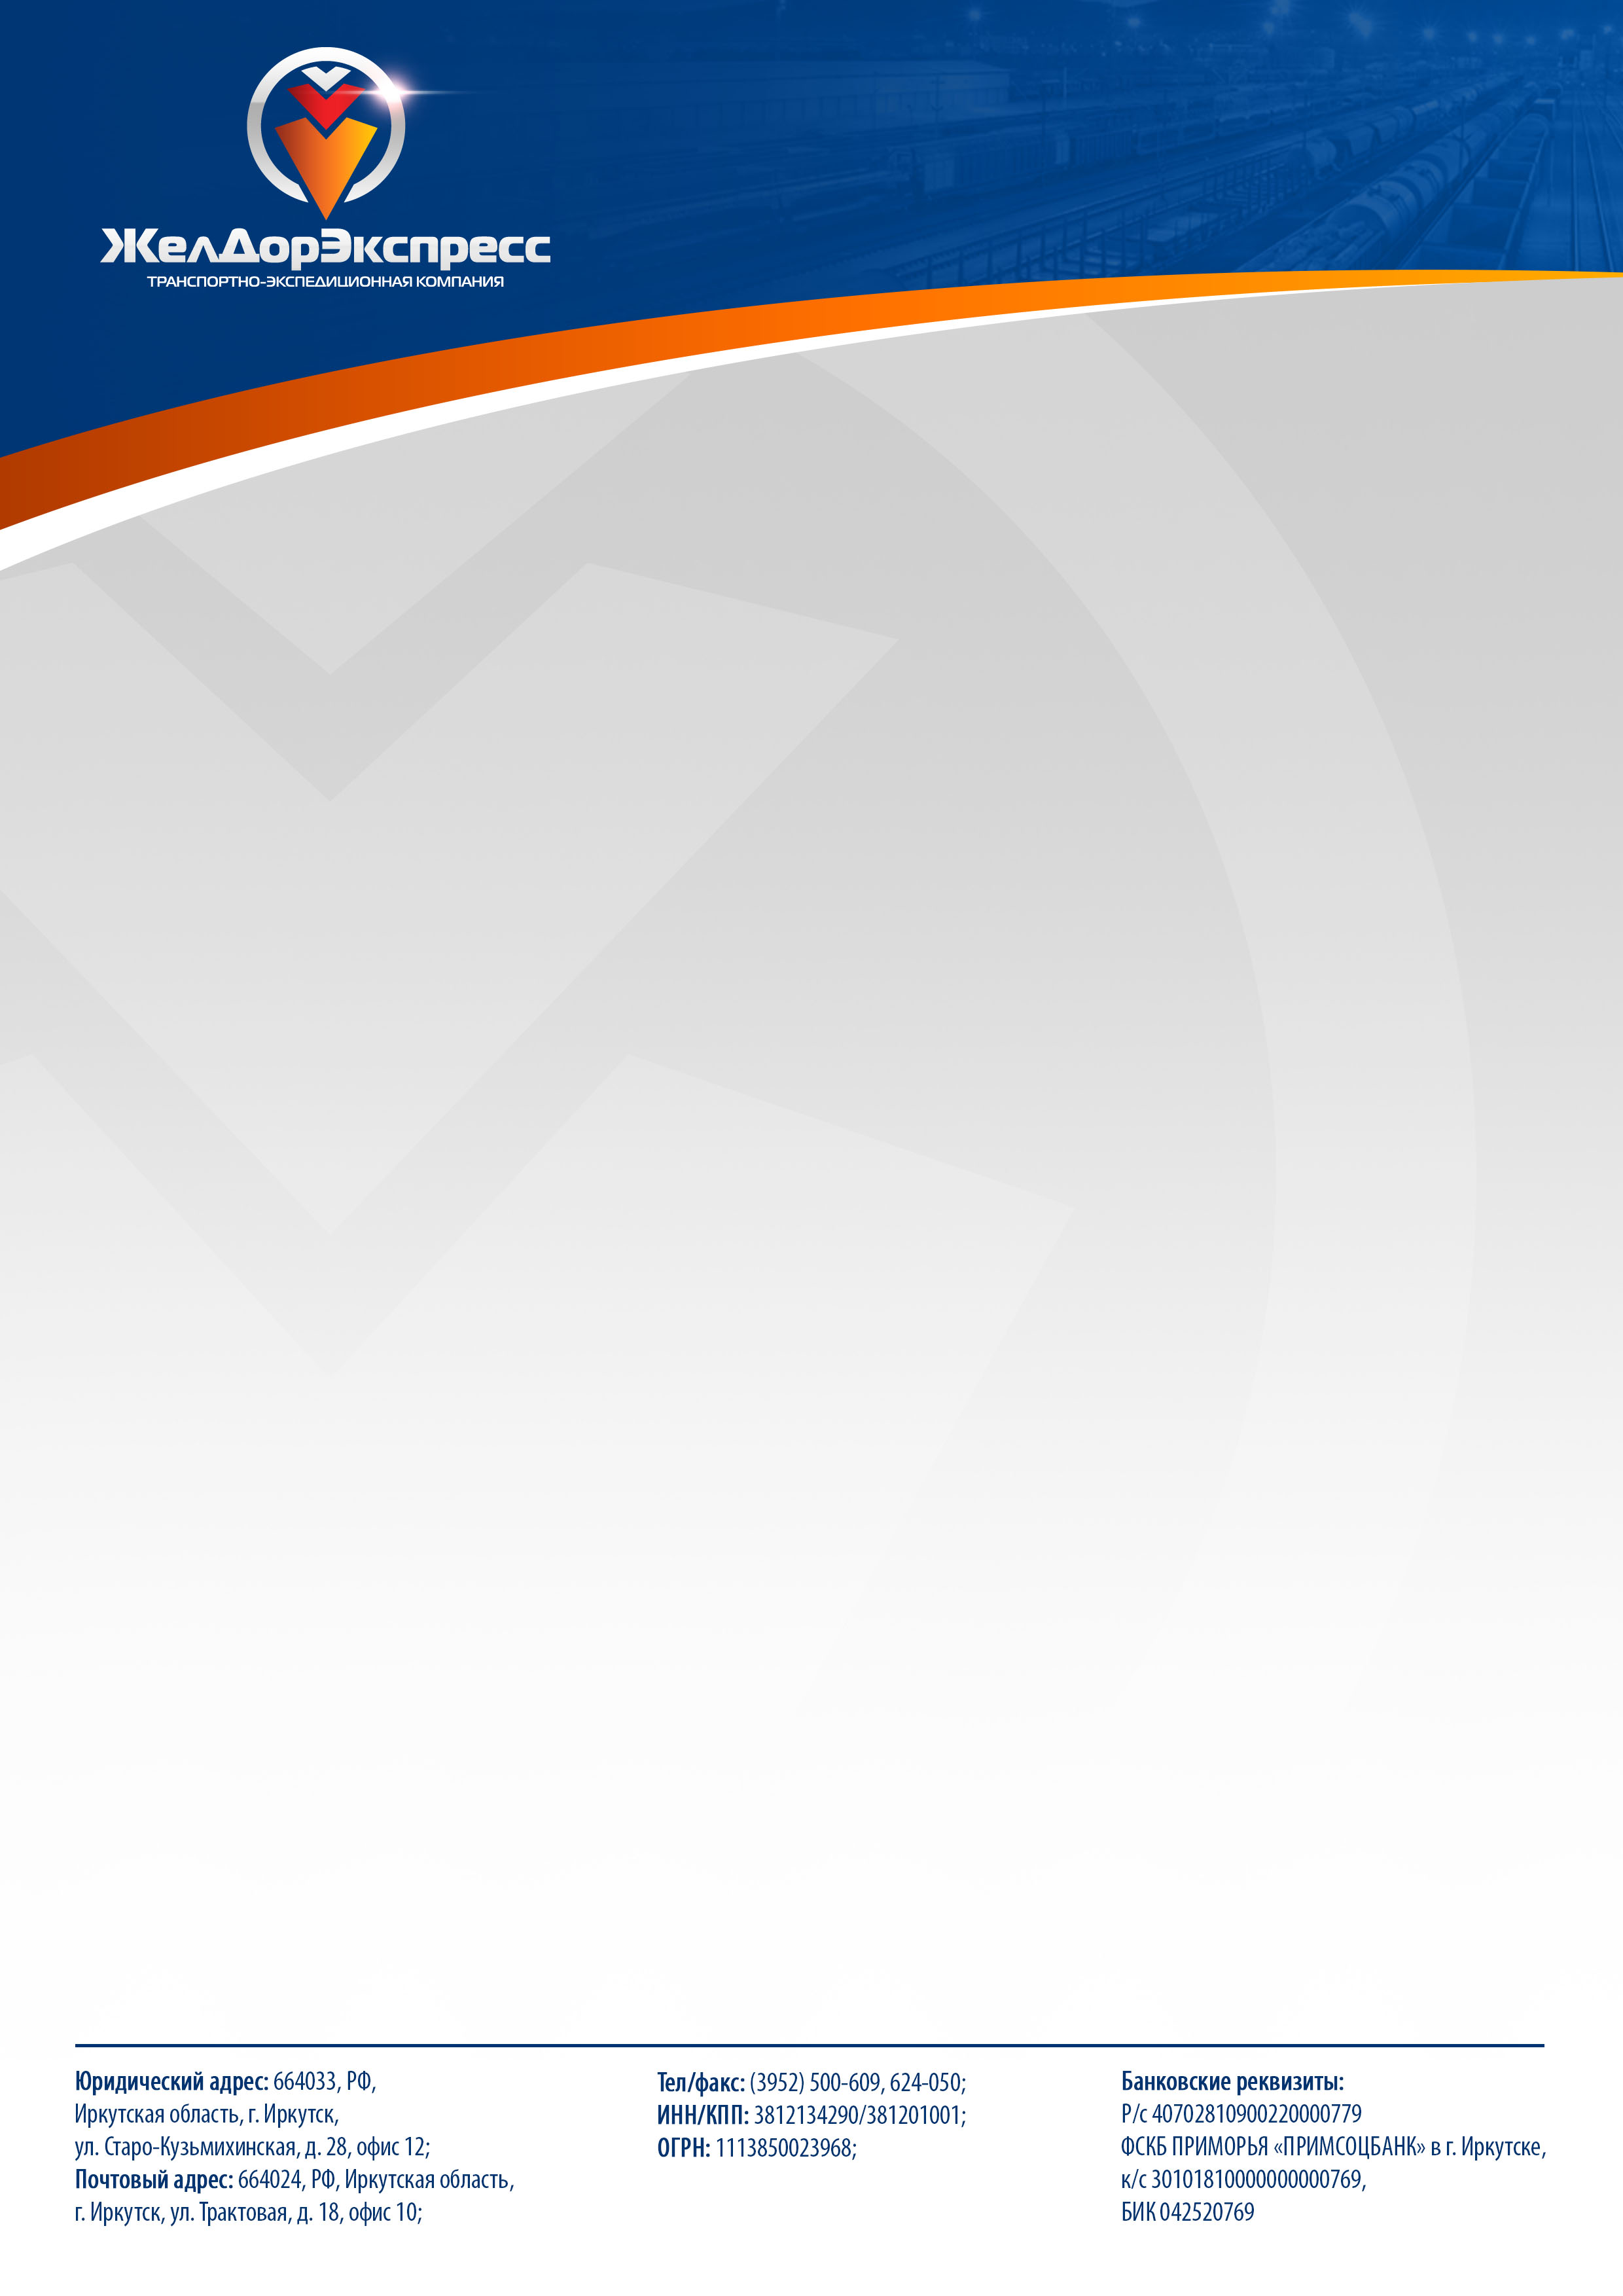 ЖелДорЭкспресс
ТРАНСПОРТНО-ЭКСПЕДИЦИОННАЯ КОМПАНИЯ
Юридический адрес: 664033, РФ,
Иркутская область, г. Иркутск,
ул. Старо-Кузьмихинская, д. 28, офис 12;
Почтовый адрес: 664024, РФ, Иркутская область,
г. Иркутск, ул. Трактовая, д. 18, офис 10;
Тел/факс: (3952) 500-609, 624-050;
ИНН/КПП: 3812134290/381201001;
ОГРН: 1113850023968;
Банковские реквизиты:
Р/с 40702810900220000779
ФСКБ ПРИМОРЬЯ «ПРИМСОЦБАНК» в г. Иркутске,
к/с 30101810000000000769,
БИК 042520769